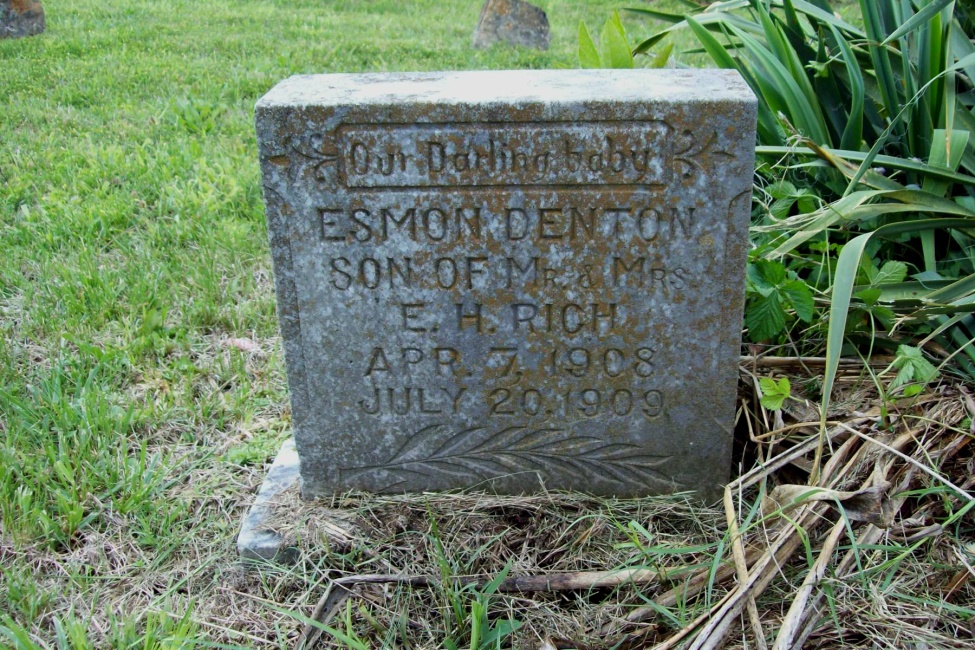 Our Darling baby
ESMON DENTON
SON OF MR. & MRS.
E. H. RICH
APR. 7, 1908
JULY 20, 1909